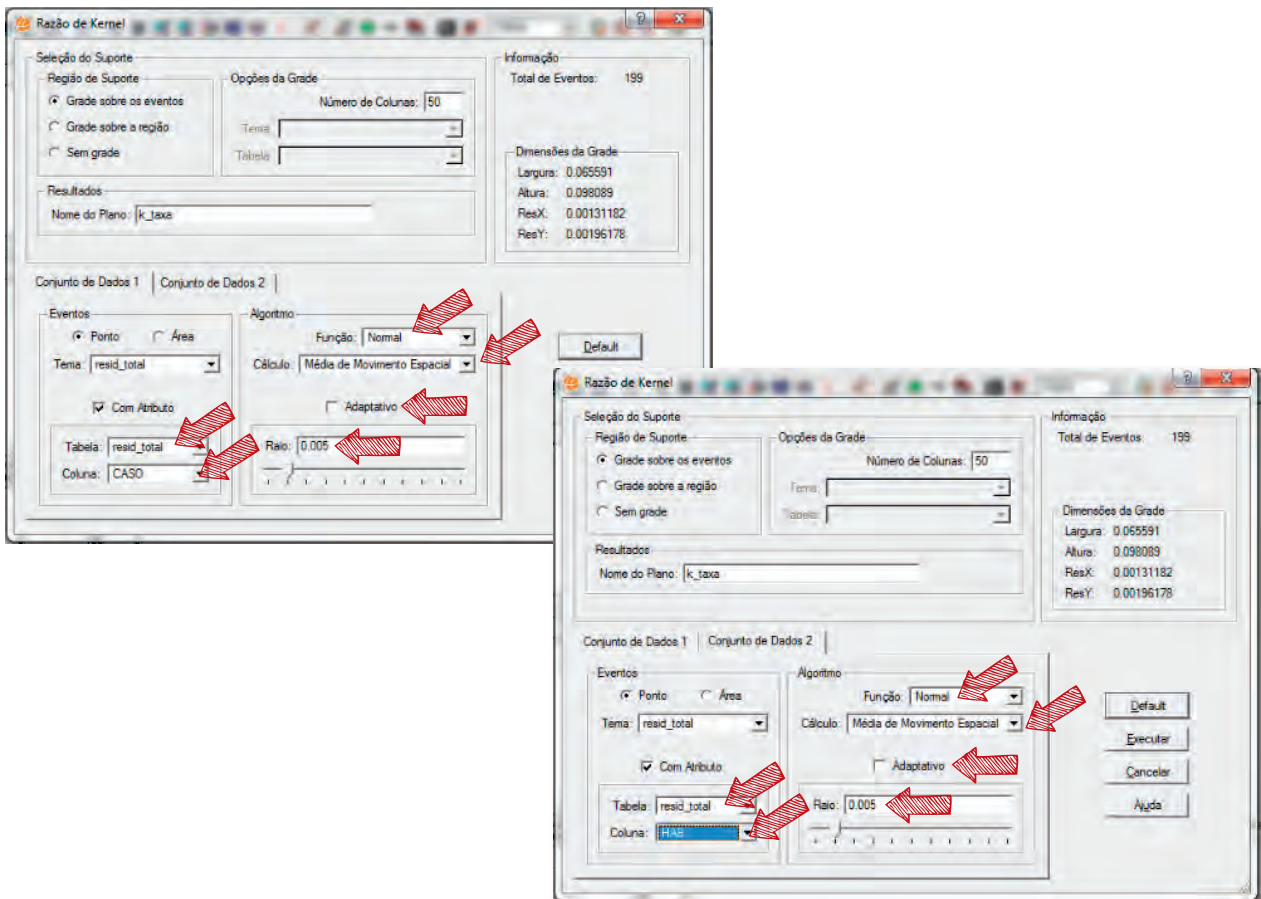 Razão de Kernel
Seleção do Suporte
Região de Suporte
Grade sobre os eventos
Grade sobre a região
Sem grade
Opções da Grade
Número de Colunas: 50
Tema:
Tabela:
Resultados
Nome do Plano: k_taxa
Informação
Total de Eventos: 199
Dimensões da Grade
Largura: 0.065591
Altura: 0.098089
ResX: 0.00131182
ResY: 0.00196178
Conjunto de Dados 1 Conjunto de Dados 2
Eventos
Ponto Área
Tema: resid_total
Com Atributo
Tabela: resid_total
Coluna: CASO
Algoritmo
Função: Normal
Cálculo: Média de Movimento Espacial
Adaptativo
Raio: 0.005
Default
Razão de Kernel
Seleção do Suporte
Região de Suporte
Grade sobre os eventos
Grade sobre a região
Sem grade
Opções da Grade
Número de Colunas: 50
Tema:
Tabela:
Resultados
Nome do Plano: k_taxa
Informação
Total de Eventos 199
Dimensões da Grade
Largura: 0.065591
Altura: 0.098089
ResX: 0.00131182
ResY: 0.00196178
Conjunto de Dados 1 Conjunto de Dados 2
Eventos
Ponto Área
Tema: resid_total
Com Atributo
Tabela: resid_total
Coluna: HAB
Algoritmo
Função: Normal
Cálculo: Média de Movimento Espacial
Adaptativo
Raio: 0.005
Default
Executar
Cancelar
Ajuda